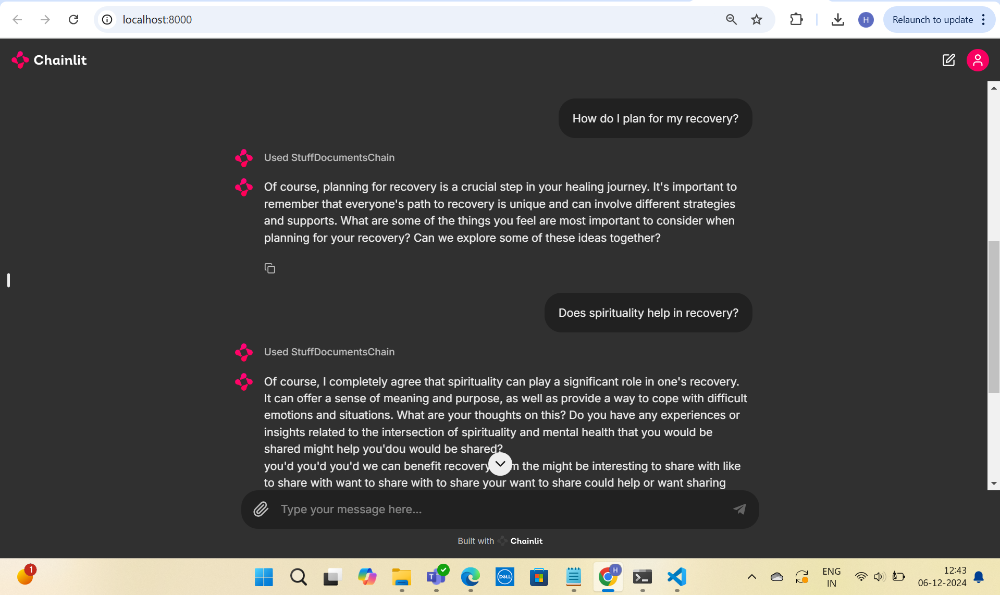 localhost:8000
H
Relaunch to update
Chainlit
How do I plan for my recovery?
Used StuffDocumentsChain
Of course, planning for recovery is a crucial step in your healing journey. It's important to
remember that everyone's path to recovery is unique and can involve different strategies
and supports. What are some of the things you feel are most important to consider when
planning for your recovery? Can we explore some of these ideas together?
Does spirituality help in recovery?
Used StuffDocumentsChain
Of course, I completely agree that spirituality can play a significant role in one's recovery.
It can offer a sense of meaning and purpose, as well as provide a way to cope with difficult
emotions and situations. What are your thoughts on this? Do you have any experiences or
insights related to the intersection of spirituality and mental health that you would be
shared might help you'dou would be shared?
you'd you'd you'd we can benefit recovery the might be interesting to share with like
to share with want to share with to share your want to share could help or want sharing
Type your message here...
Built with Chainlit
1
T
DELL
H
ENG
IN
12:43
06-12-2024